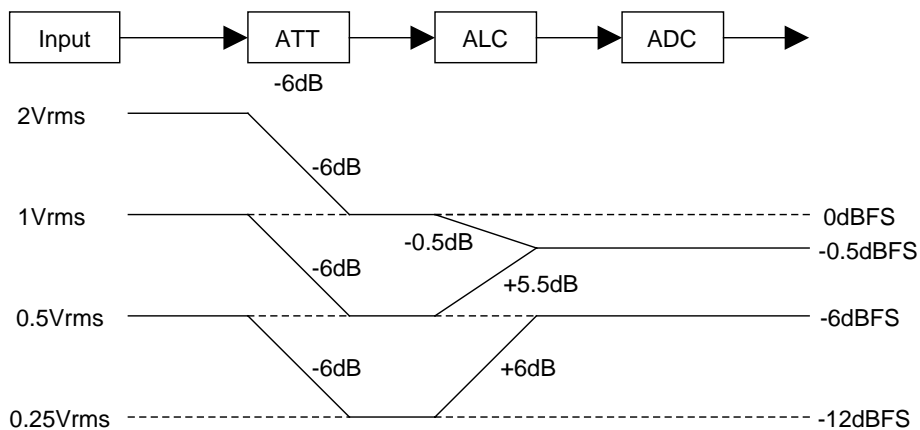 Input ATT ALC ADC
-6dB
2Vrms
-6dB
1Vrms 0dBFS
-0.5dB -0.5dBFS
-6dB +5.5dB
0.5Vrms -6dBFS
-6dB +6dB
0.25Vrms -12dBFS